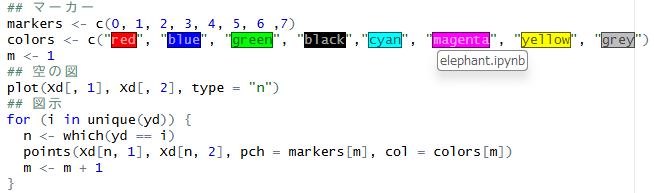 ## マーカー
markers <- c(0, 1, 2, 3, 4, 5, 6 ,7)
colors <- c("red", "blue", "green", "black","cyan", "magenta", "yellow", "grey")
m <- 1
elephant.ipynb
## 空の図
plot(Xd[, 1], Xd[, 2], type = "n")
## 図示
for (i in unique(yd)) {
  n <- which(yd == i)
  points(Xd[n, 1], Xd[n, 2], pch = markers[m], col = colors[m])
  m <- m + 1
}